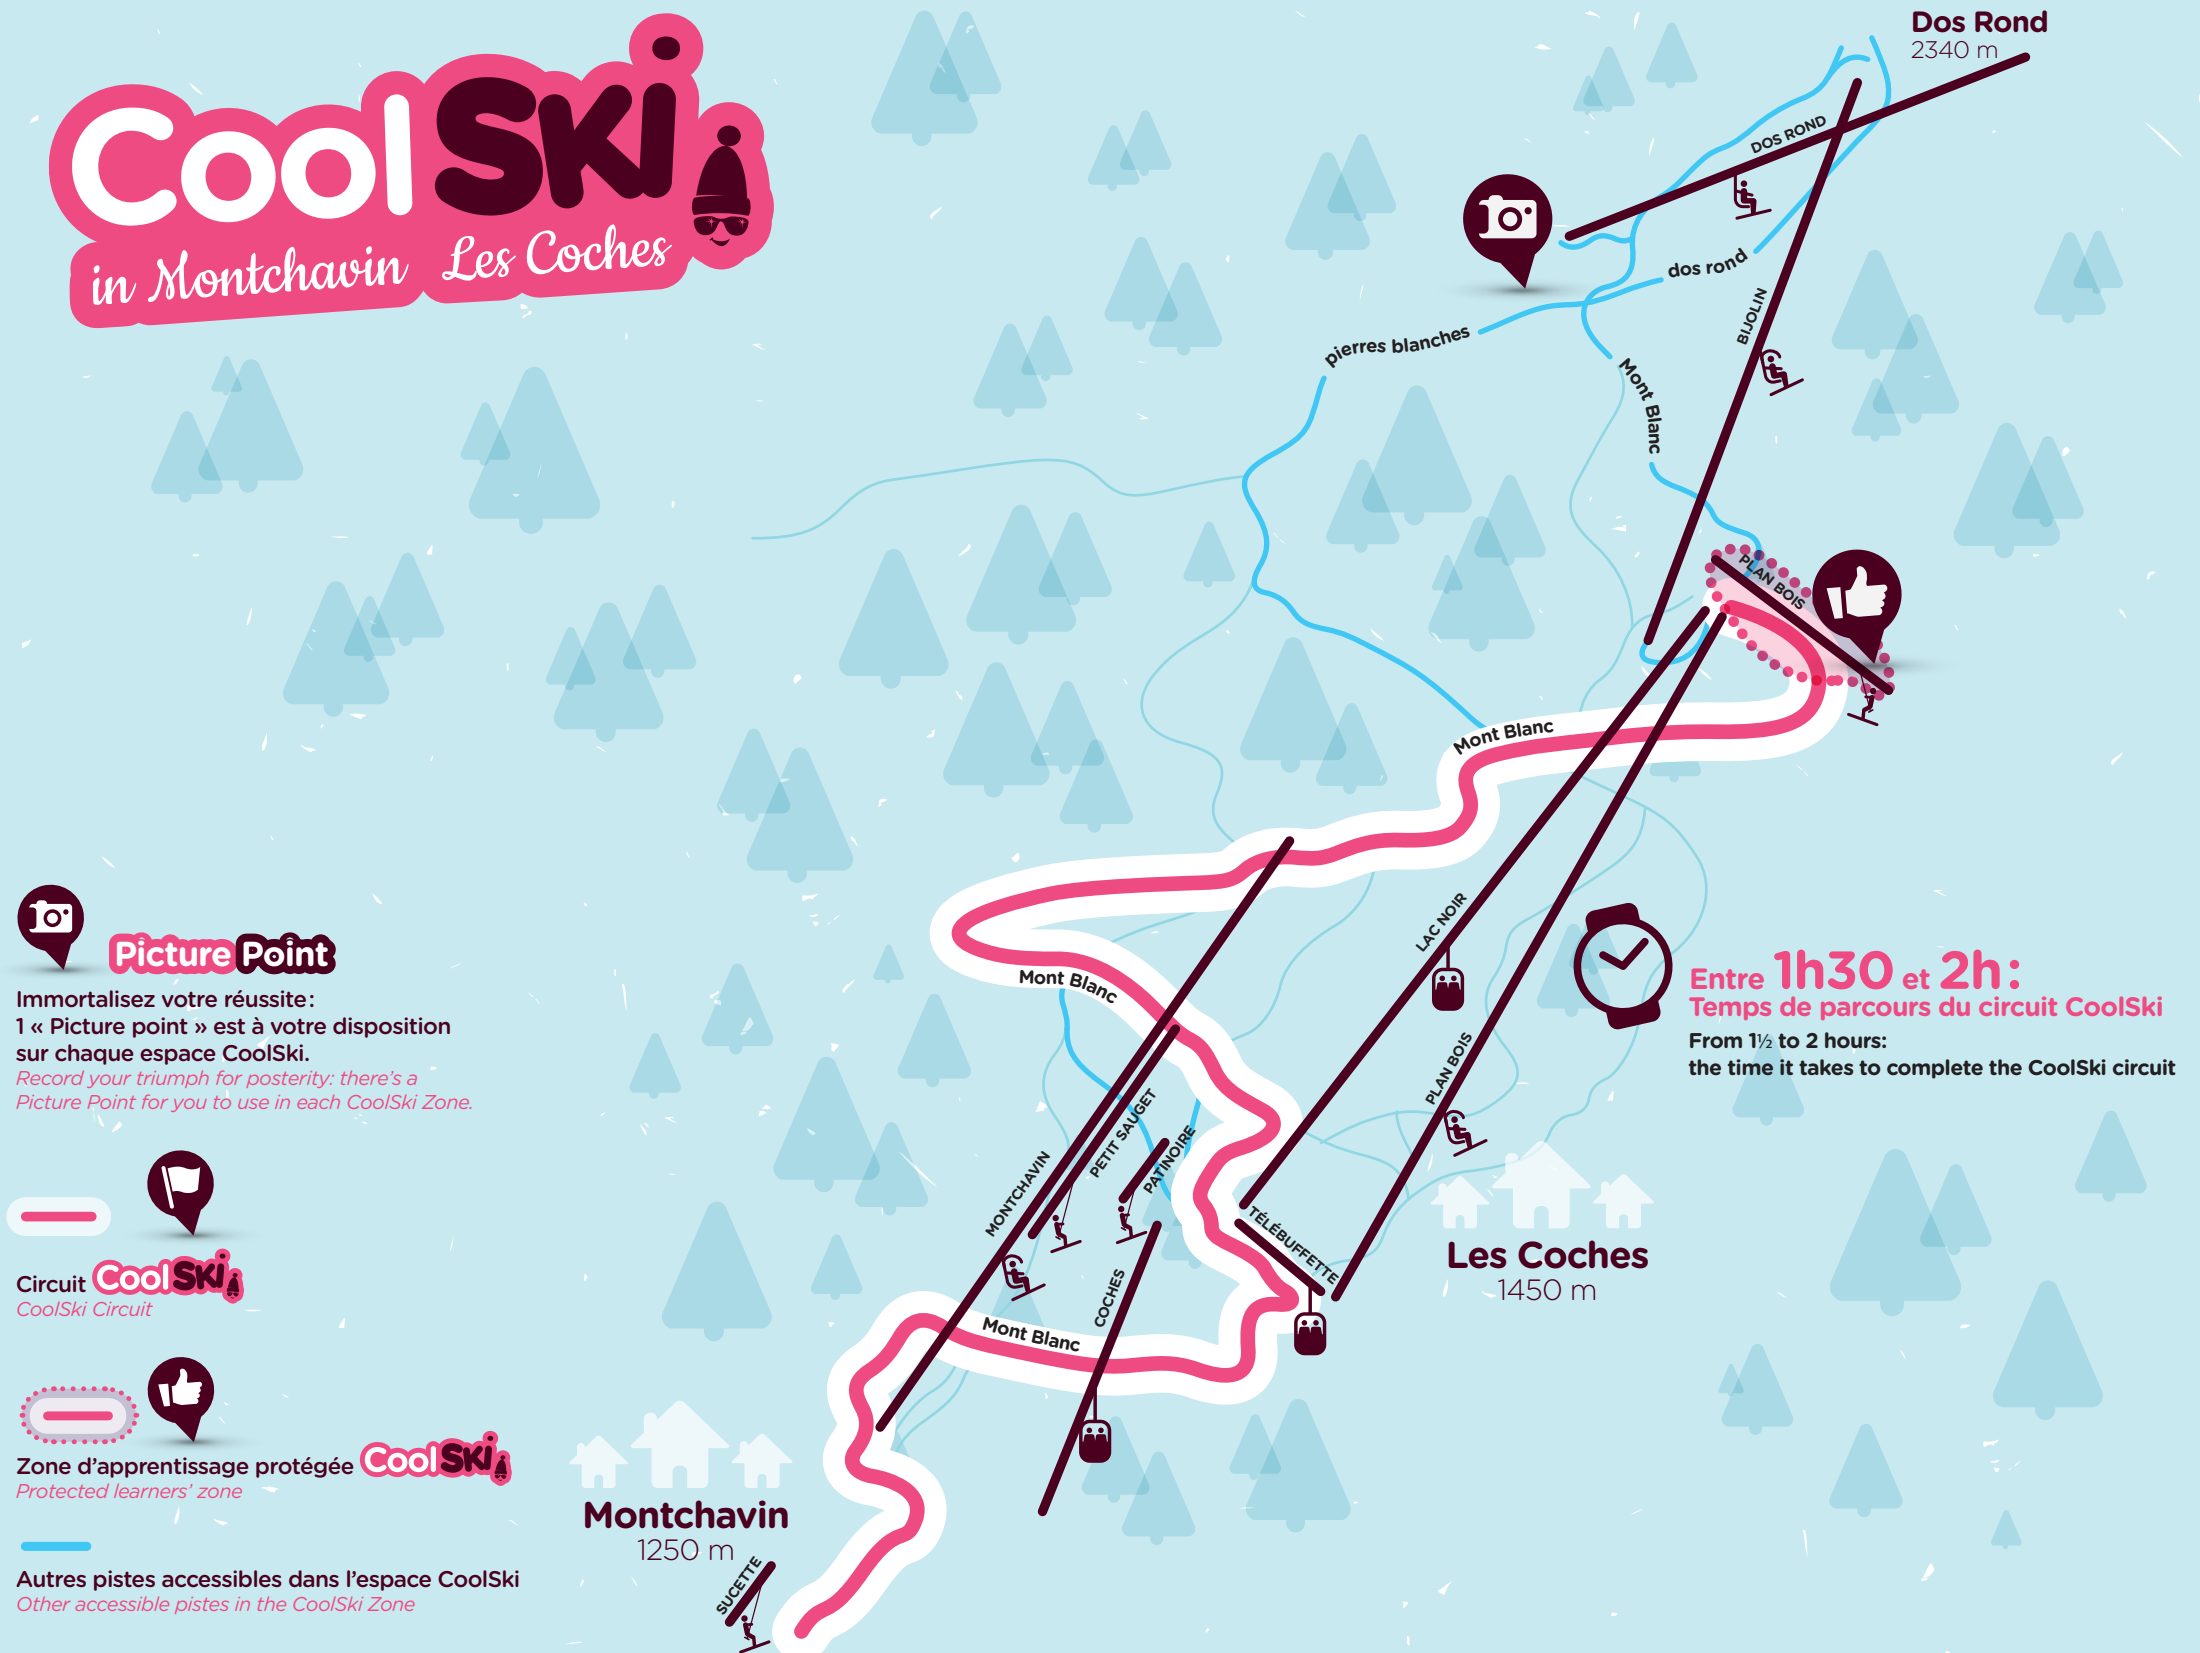 CoolSKi
in Montchavin Les Coches
Dos Rond
2340 m
DOS ROND
dos rond
BIJOLIN
pierres blanches
Mont Blanc
PLAN BOIS
Mont Blanc
LAC NOIR
PLAN BOIS
Mont Blanc
MONTCHAVIN
PETIT SAUGET
PATINOIRE
TÉLÉBUFFETTE
COCHES
Mont Blanc
Les Coches
1450 m
Montchavin
1250 m
SUCETTE
Entre 1h30 et 2h :
Temps de parcours du circuit CoolSki
From 1½ to 2 hours:
the time it takes to complete the CoolSki circuit
Picture Point
Immortalisez votre réussite :
1 « Picture point » est à votre disposition
sur chaque espace CoolSki.
Record your triumph for posterity: there's a
Picture Point for you to use in each CoolSki Zone.
Circuit CoolSKi
CoolSki Circuit
Zone d'apprentissage protégée CoolSKi
Protected learners' zone
Autres pistes accessibles dans l'espace CoolSki
Other accessible pistes in the CoolSki Zone